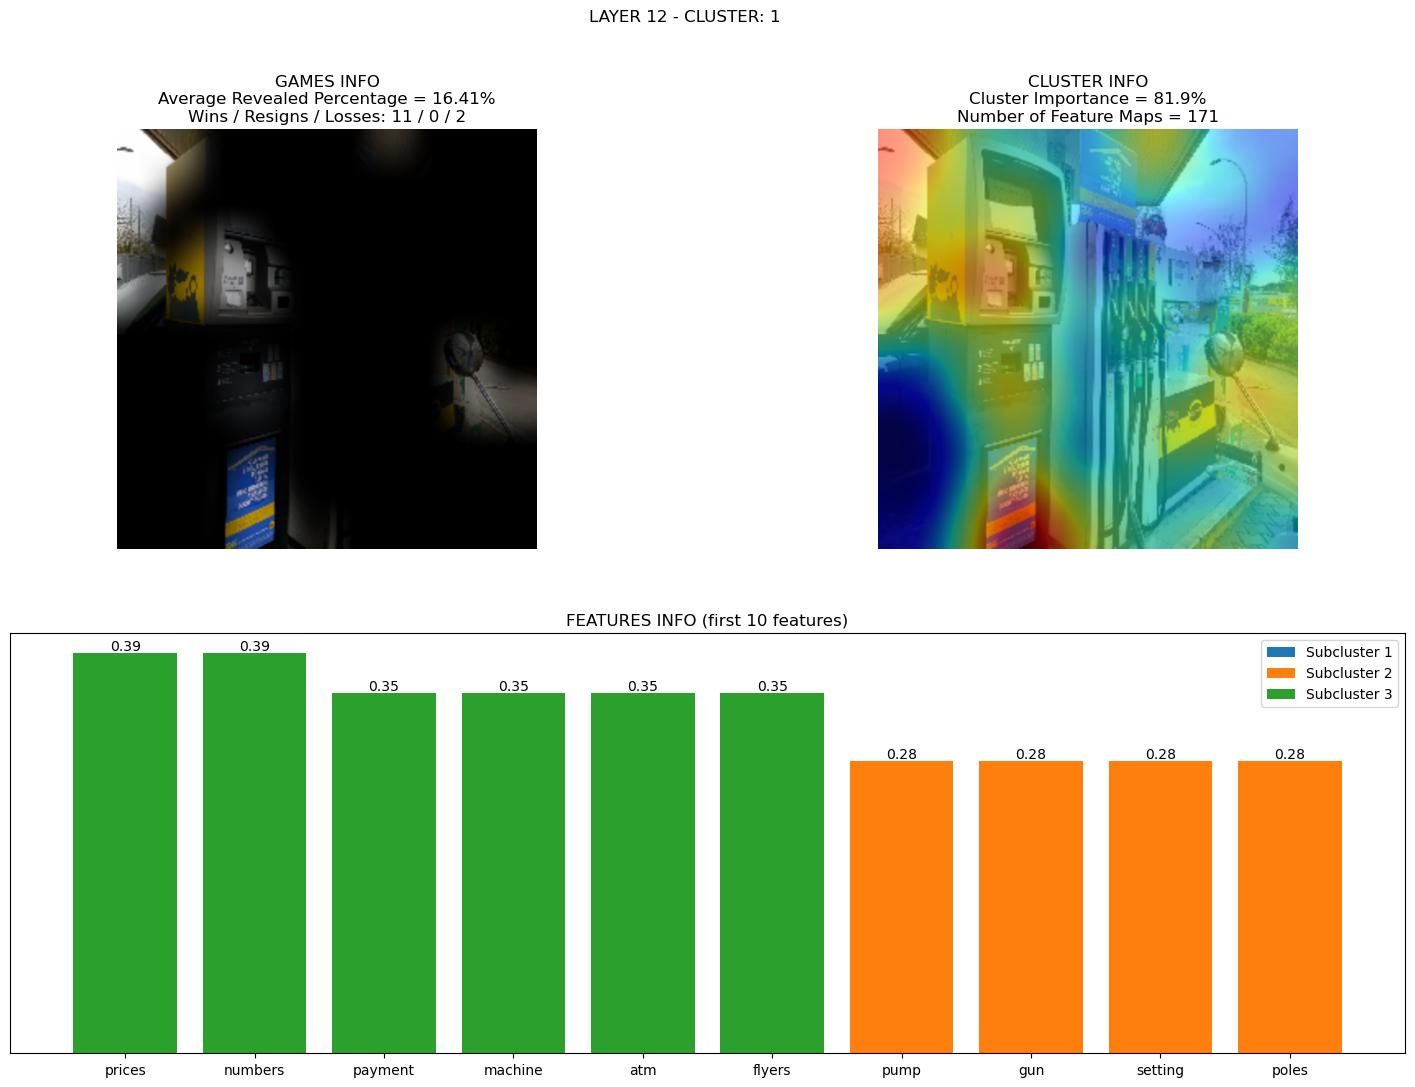 LAYER 12 - CLUSTER: 1
GAMES INFO
Average Revealed Percentage = 16.41%
Wins / Resigns / Losses: 11 / 0 / 2
CLUSTER INFO
Cluster Importance = 81.9%
Number of Feature Maps = 171
FEATURES INFO (first 10 features)
0.39
0.39
0.35
0.35
0.35
0.35
0.28
0.28
0.28
0.28
Subcluster 1
Subcluster 2
Subcluster 3
prices
numbers
payment
machine
atm
flyers
pump
gun
setting
poles